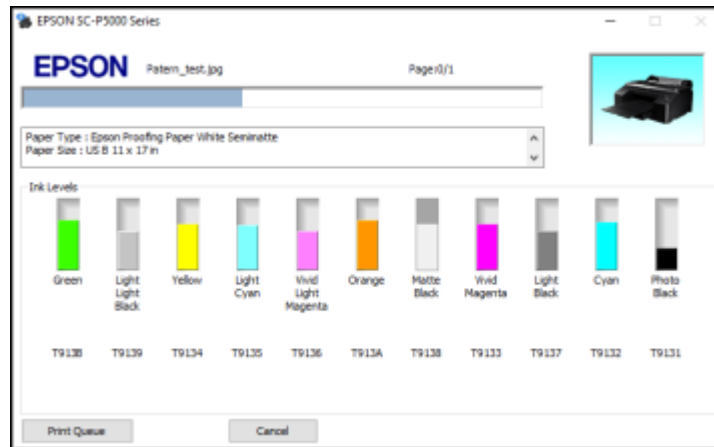 EPSON SC-P5000 Series
EPSON Patern_test.jpg Page:0/1
Paper Type : Epson Proofing Paper White Semimatte
Paper Size : US B 11 x 17 in
Ink Levels
Green Light Light Black Yellow Light Cyan Vivid Light Magenta Orange Matte Black Vivid Magenta Light Black Cyan Photo Black
T913B T9139 T9134 T9135 T9136 T913A T9138 T9133 T9137 T9132 T9131
Print Queue Cancel